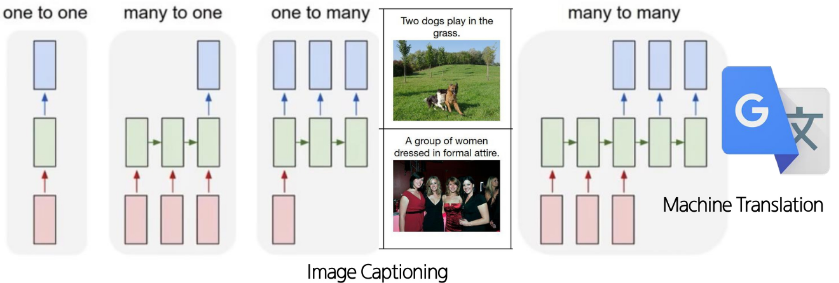 one to one
many to one
one to many
Two dogs play in the
grass.
many to many
G
文
A group of women
dressed in formal attire.
Machine Translation
Image Captioning